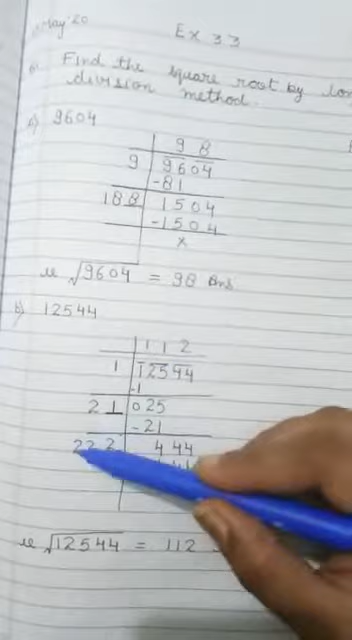 May '20
Ex 3 3
Find the square root by
division method.
a) 9604
9 8
9 9604
-81
188 1504
-1504
x
√9604 = 98 Ans
b) 12544
1 1 2
1 12544
-1
21 025
-21
222 444
√12544 = 112